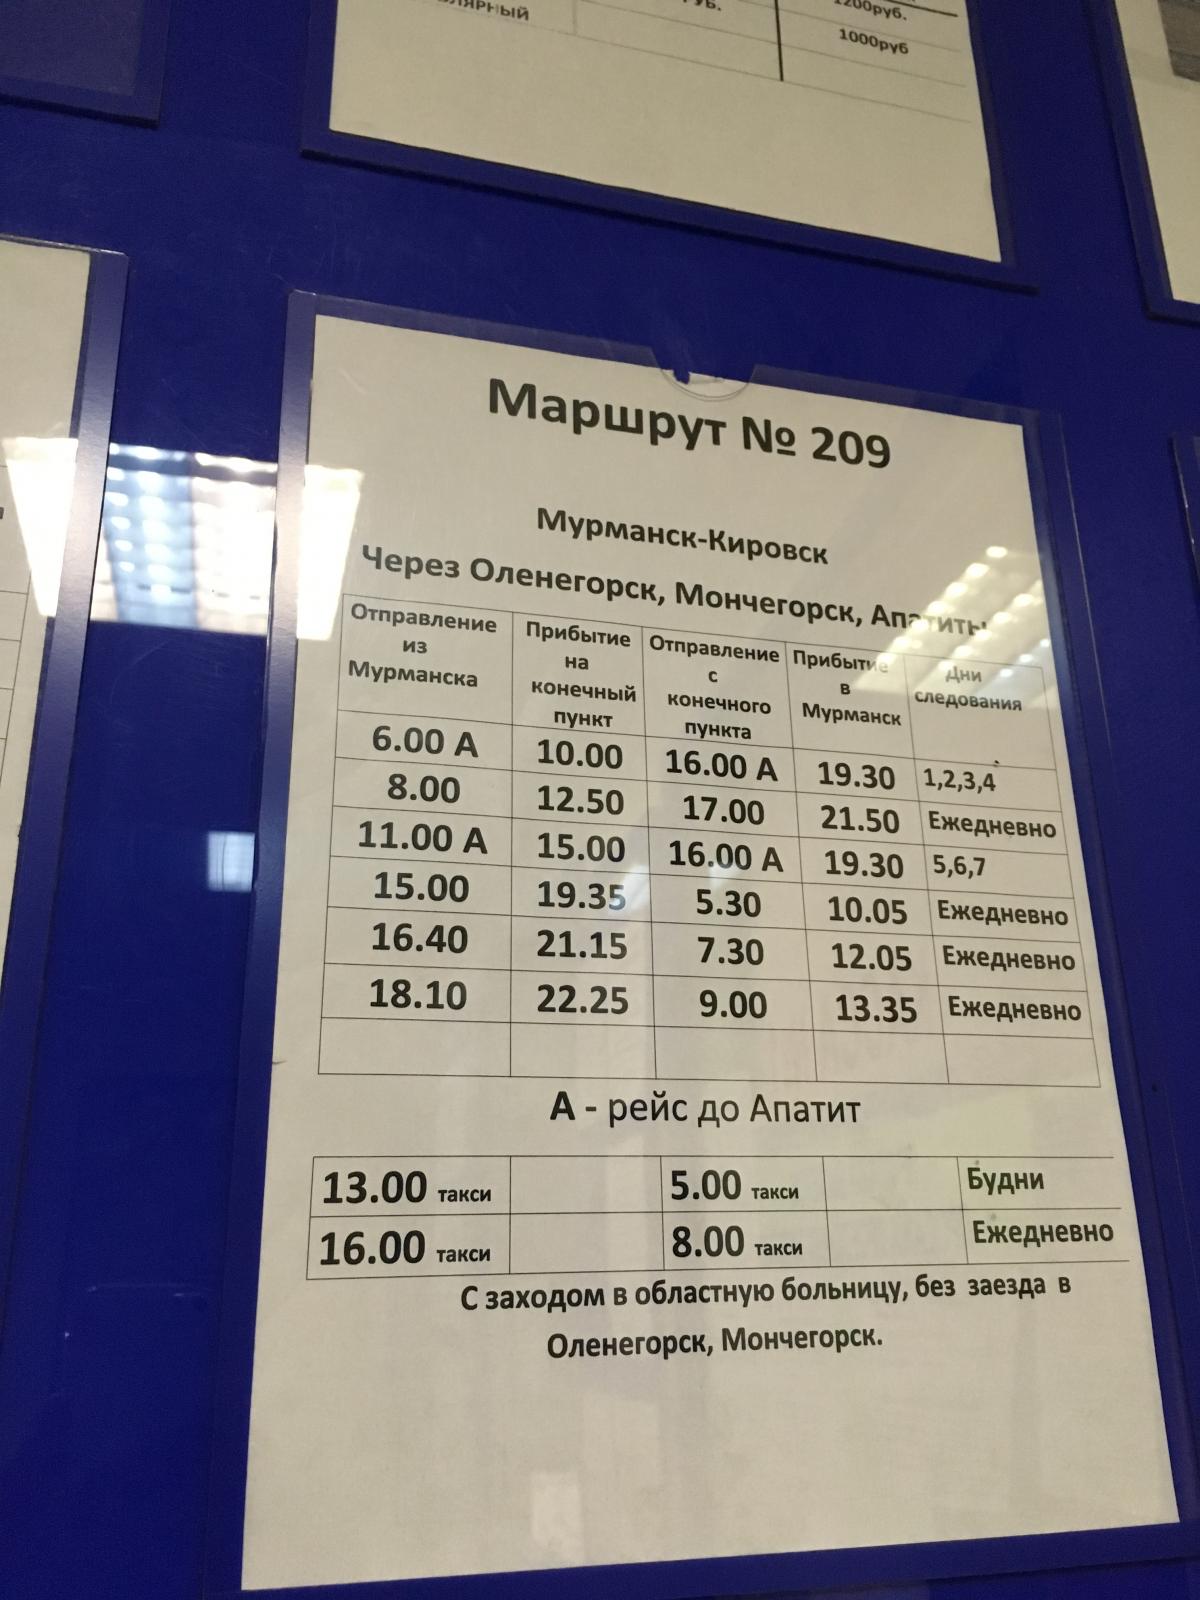 1200руб.
1000руб
Маршрут № 209
Мурманск-Кировск
Через Оленегорск, Мончегорск, Апатиты
Отправление из Мурманска Прибытие на конечный пункт Отправление с конечного пункта Прибытие в Мурманск Дни следования
6.00 А 10.00 16.00 А 19.30 1,2,3,4
8.00 12.50 17.00 21.50 Ежедневно
11.00 А 15.00 16.00 А 19.30 5,6,7
15.00 19.35 5.30 10.05 Ежедневно
16.40 21.15 7.30 12.05 Ежедневно
18.10 22.25 9.00 13.35 Ежедневно
А - рейс до Апатит
13.00 такси 5.00 такси Будни
16.00 такси 8.00 такси Ежедневно
С заходом в областную больницу, без заезда в
Оленегорск, Мончегорск.